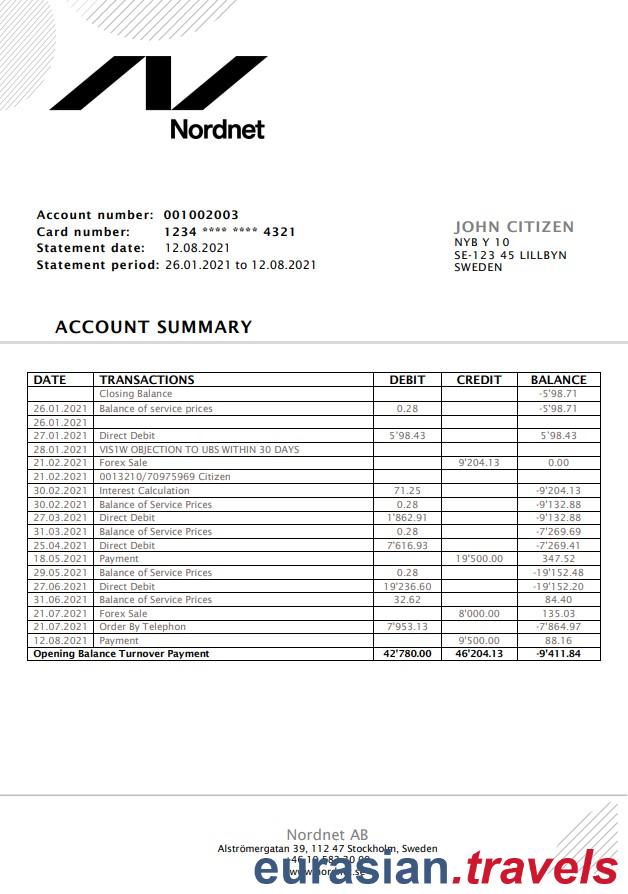 Nordnet
Account number: 001002003
Card number: 1234 **** **** 4321
Statement date: 12.08.2021
Statement period: 26.01.2021 to 12.08.2021
JOHN CITIZEN
NYB Y 10
SE-123 45 LILLBYN
SWEDEN
ACCOUNT SUMMARY
DATE TRANSACTIONS DEBIT CREDIT BALANCE
Closing Balance -5'98.71
26.01.2021 Balance of service prices 0.28 -5'98.71
26.01.2021
27.01.2021 Direct Debit 5'98.43 5'98.43
28.01.2021 VIS1W OBJECTION TO UBS WITHIN 30 DAYS
21.02.2021 Forex Sale 9'204.13 0.00
21.02.2021 0013210/70975969 Citizen
30.02.2021 Interest Calculation 71.25 -9'204.13
30.02.2021 Balance of Service Prices 0.28 -9'132.88
27.03.2021 Direct Debit 1'862.91 -9'132.88
31.03.2021 Balance of Service Prices 0.28 -7'269.69
25.04.2021 Direct Debit 7'616.93 -7'269.41
18.05.2021 Payment 19'500.00 347.52
29.05.2021 Balance of Service Prices 0.28 -19'152.48
27.06.2021 Direct Debit 19'236.60 -19'152.20
31.06.2021 Balance of Service Prices 32.62 84.40
21.07.2021 Forex Sale 8'000.00 135.03
21.07.2021 Order By Telephon 7'953.13 -7'864.97
12.08.2021 Payment 9'500.00 88.16
Opening Balance Turnover Payment 42'780.00 46'204.13 -9'411.84
Nordnet AB
Alströmergatan 39, 112 47 Stockholm, Sweden
eurasian.travels